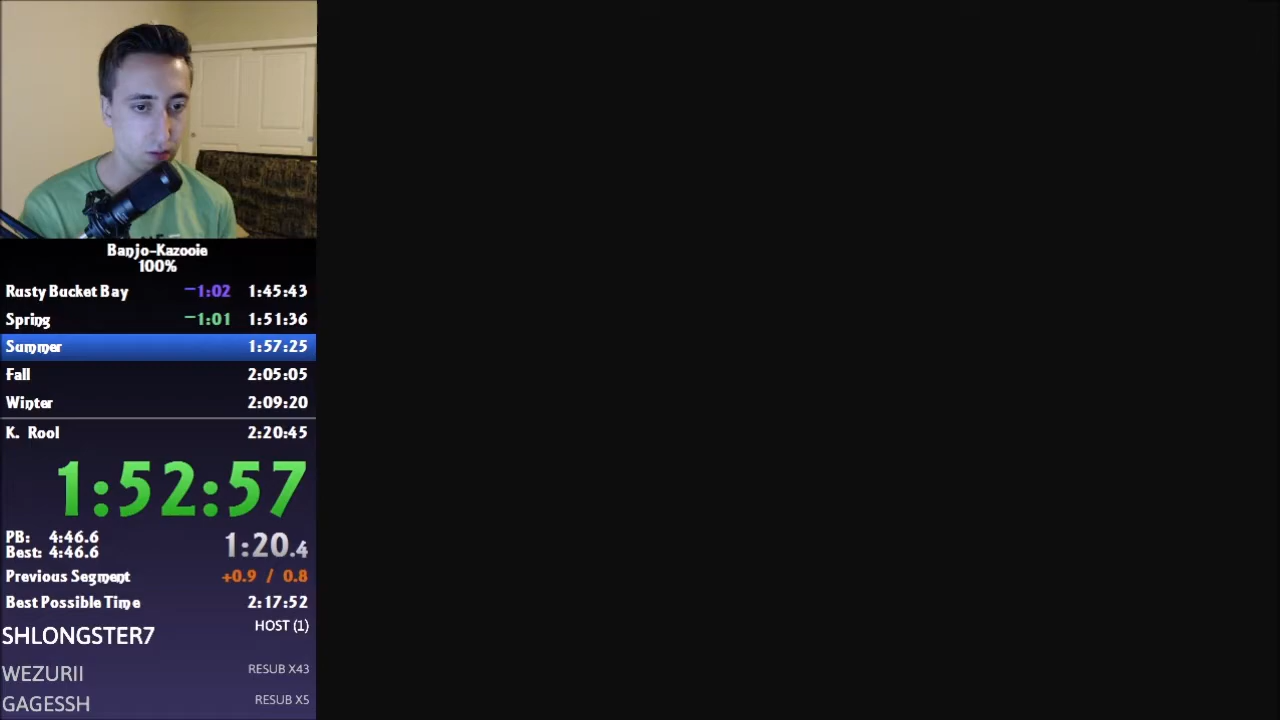 Banjo-Kazooie
100%
Rusty Bucket Bay −1:02 1:45:43
Spring −1:01 1:51:36
Summer 1:57:25
Fall 2:05:05
Winter 2:09:20
K. Rool 2:20:45
1:52:57
PB: 4:46.6
Best: 4:46.6
1:20.4
Previous Segment +0.9 / 0.8
Best Possible Time 2:17:52
SHLONGSTER7 HOST (1)
WEZURII RESUB X43
GAGESSH RESUB X5